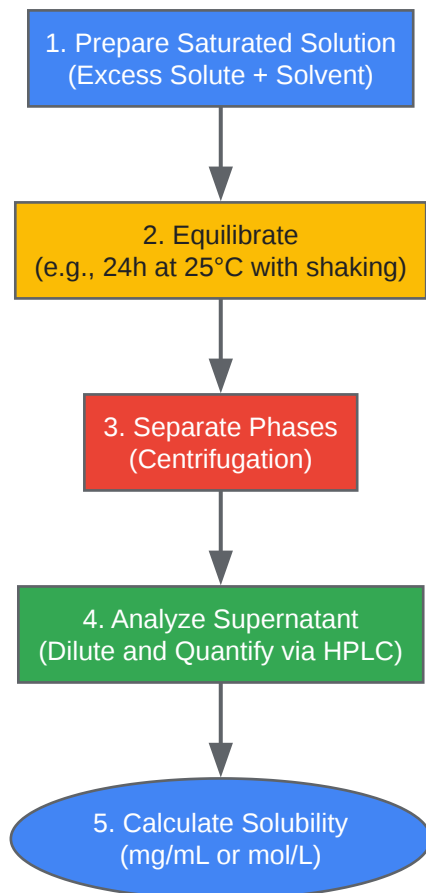 1. Prepare Saturated Solution
(Excess Solute + Solvent)
2. Equilibrate
(e.g., 24h at 25°C with shaking)
3. Separate Phases
(Centrifugation)
4. Analyze Supernatant
(Dilute and Quantify via HPLC)
5. Calculate Solubility
(mg/mL or mol/L)